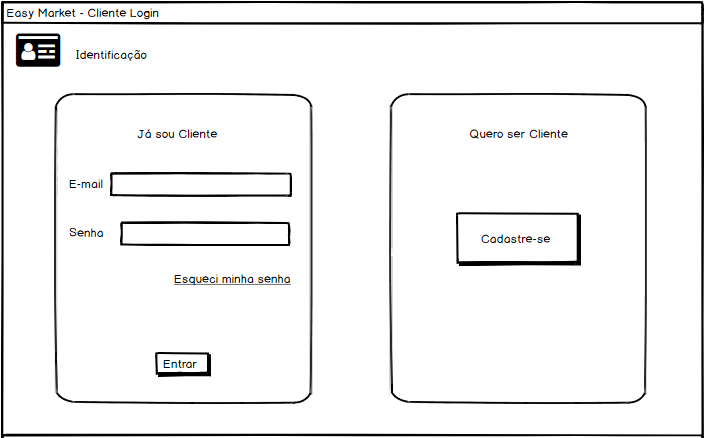 Easy Market - Cliente Login
Identificação
Já sou Cliente
E-mail
Senha
Esqueci minha senha
Entrar
Quero ser Cliente
Cadastre-se